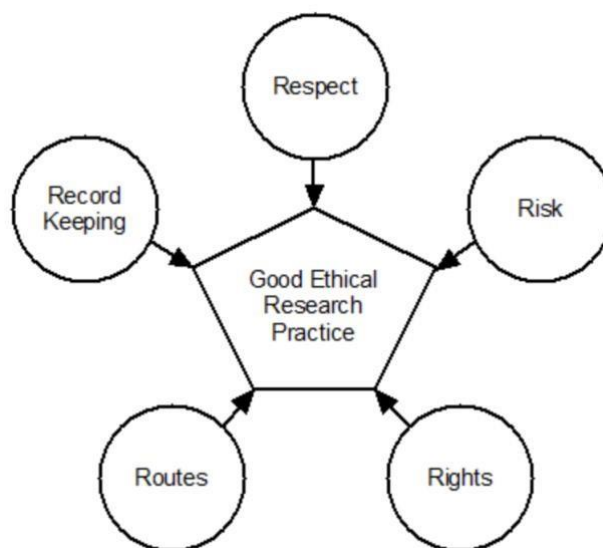 Respect
Record
Keeping
Risk
Good Ethical
Research
Practice
Routes
Rights